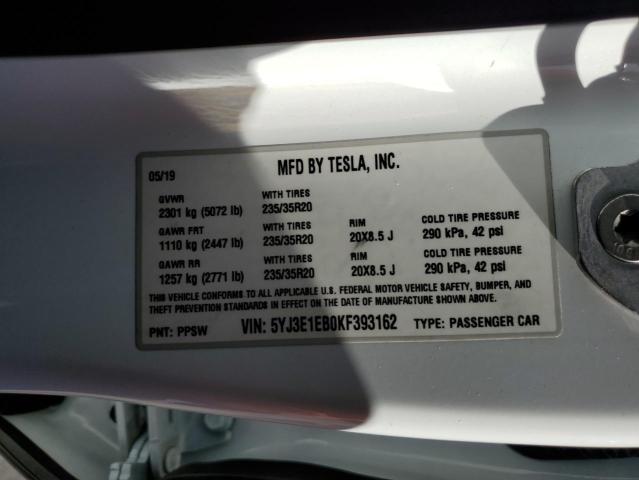 05/19 MFD BY TESLA, INC.
GVWR WITH TIRES
2301 kg (5072 lb) 235/35R20
GAWR FRT WITH TIRES RIM COLD TIRE PRESSURE
1110 kg (2447 lb) 235/35R20 20X8.5 J 290 kPa, 42 psi
GAWR RR WITH TIRES RIM COLD TIRE PRESSURE
1257 kg (2771 lb) 235/35R20 20X8.5 J 290 kPa, 42 psi
THIS VEHICLE CONFORMS TO ALL APPLICABLE U.S. FEDERAL MOTOR VEHICLE SAFETY, BUMPER, AND
THEFT PREVENTION STANDARDS IN EFFECT ON THE DATE OF MANUFACTURE SHOWN ABOVE.
PNT: PPSW VIN: 5YJ3E1EB0KF393162 TYPE: PASSENGER CAR